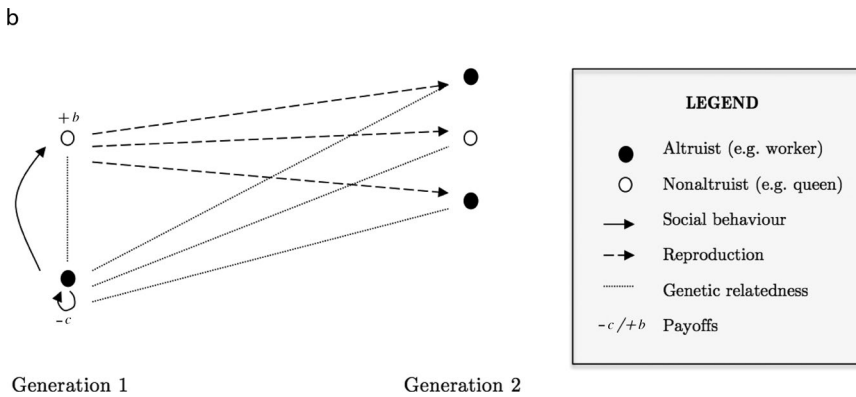 b
+b
-c
Generation 1
Generation 2
LEGEND
Altruist (e.g. worker)
Nonaltruist (e.g. queen)
Social behaviour
Reproduction
Genetic relatedness
-c/+b Payoffs